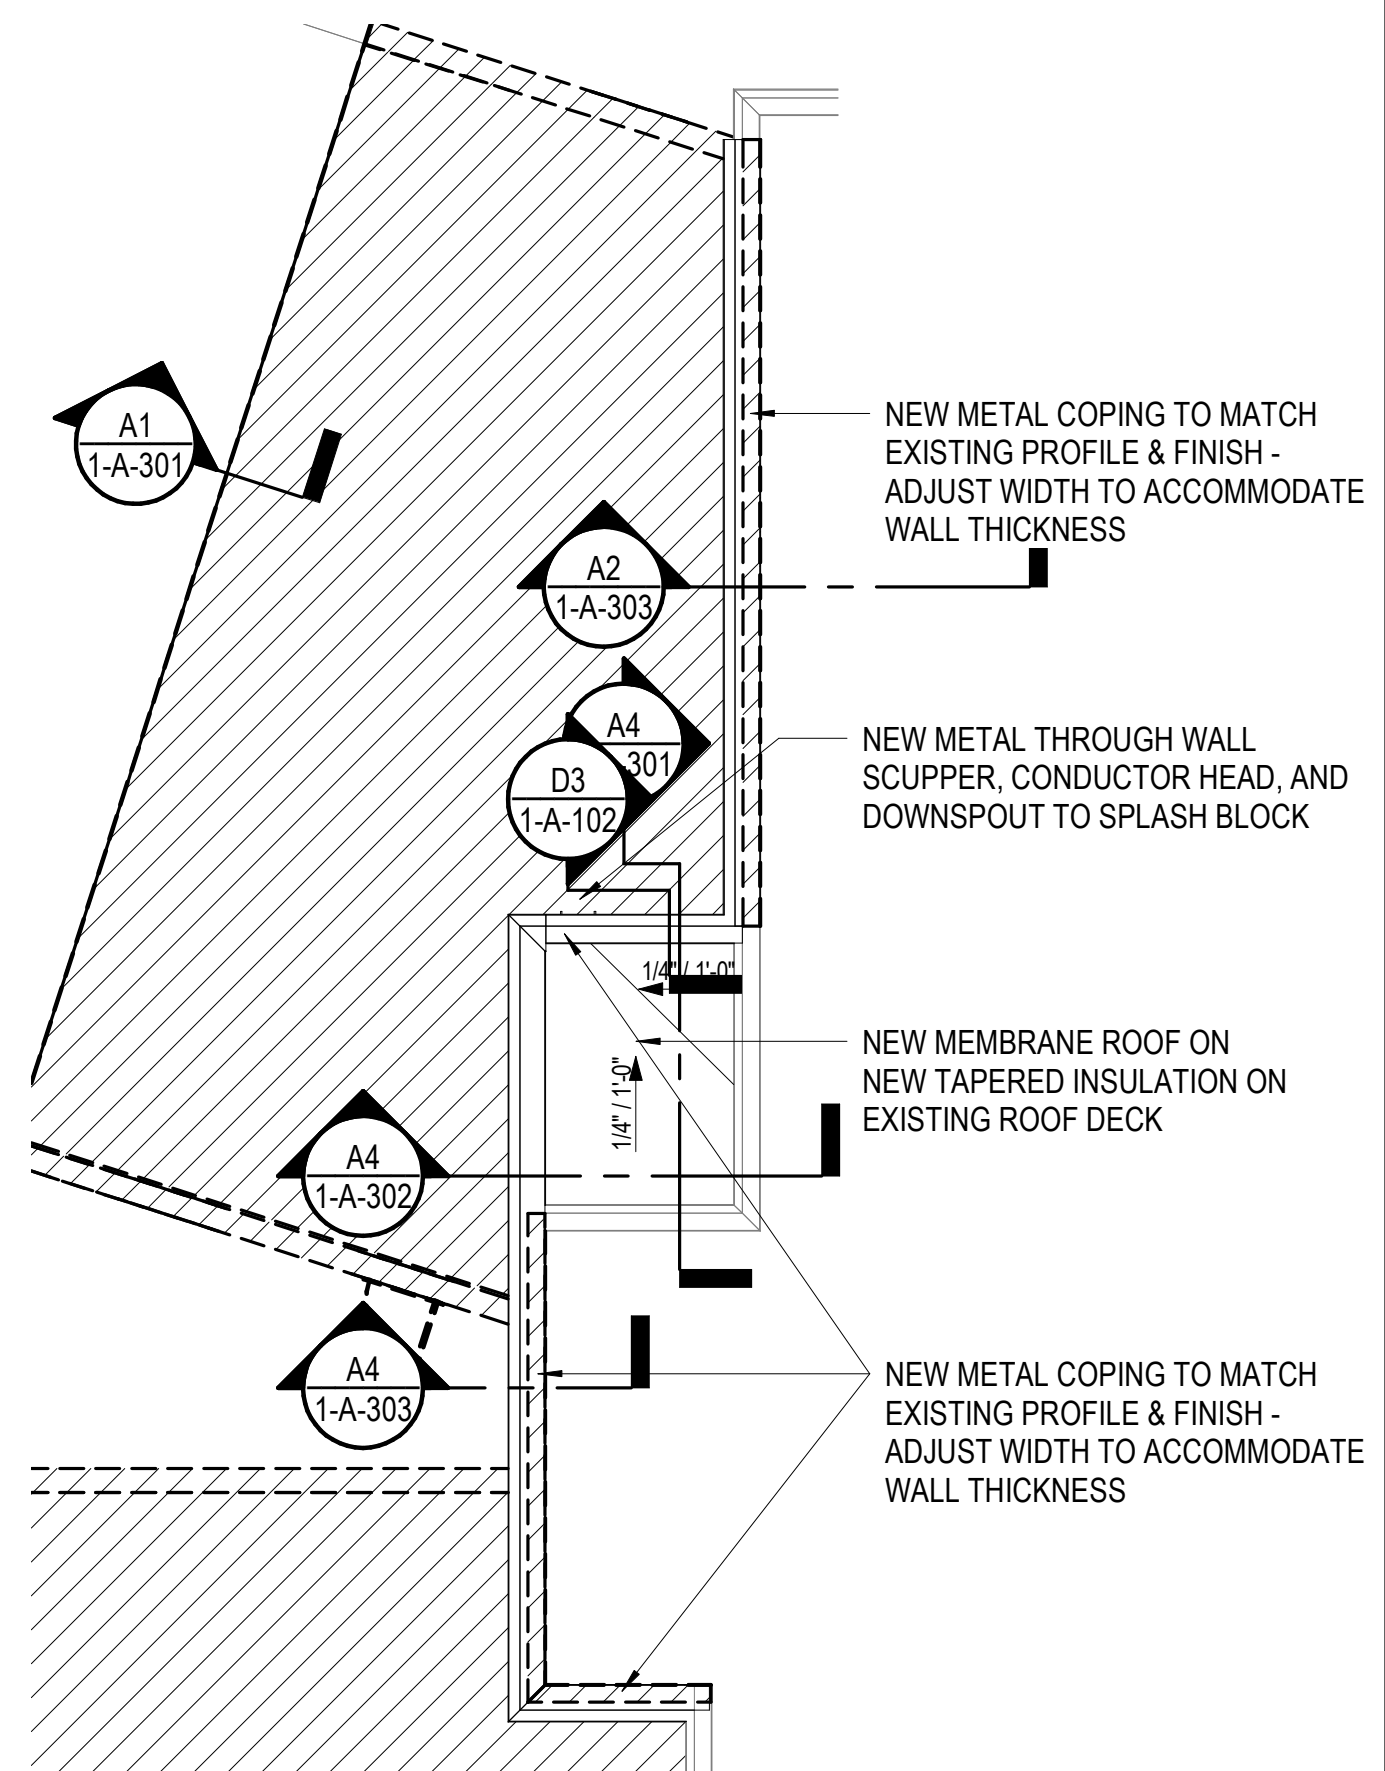 A1
1-A-301
NEW METAL COPING TO MATCH
EXISTING PROFILE & FINISH -
ADJUST WIDTH TO ACCOMMODATE
WALL THICKNESS
A2
1-A-303
A4
-301
NEW METAL THROUGH WALL
SCUPPER, CONDUCTOR HEAD, AND
DOWNSPOUT TO SPLASH BLOCK
D3
1-A-102
1/4" / 1'-0"
NEW MEMBRANE ROOF ON
NEW TAPERED INSULATION ON
EXISTING ROOF DECK
1/4" / 1'-0"
A4
1-A-302
A4
1-A-303
NEW METAL COPING TO MATCH
EXISTING PROFILE & FINISH -
ADJUST WIDTH TO ACCOMMODATE
WALL THICKNESS